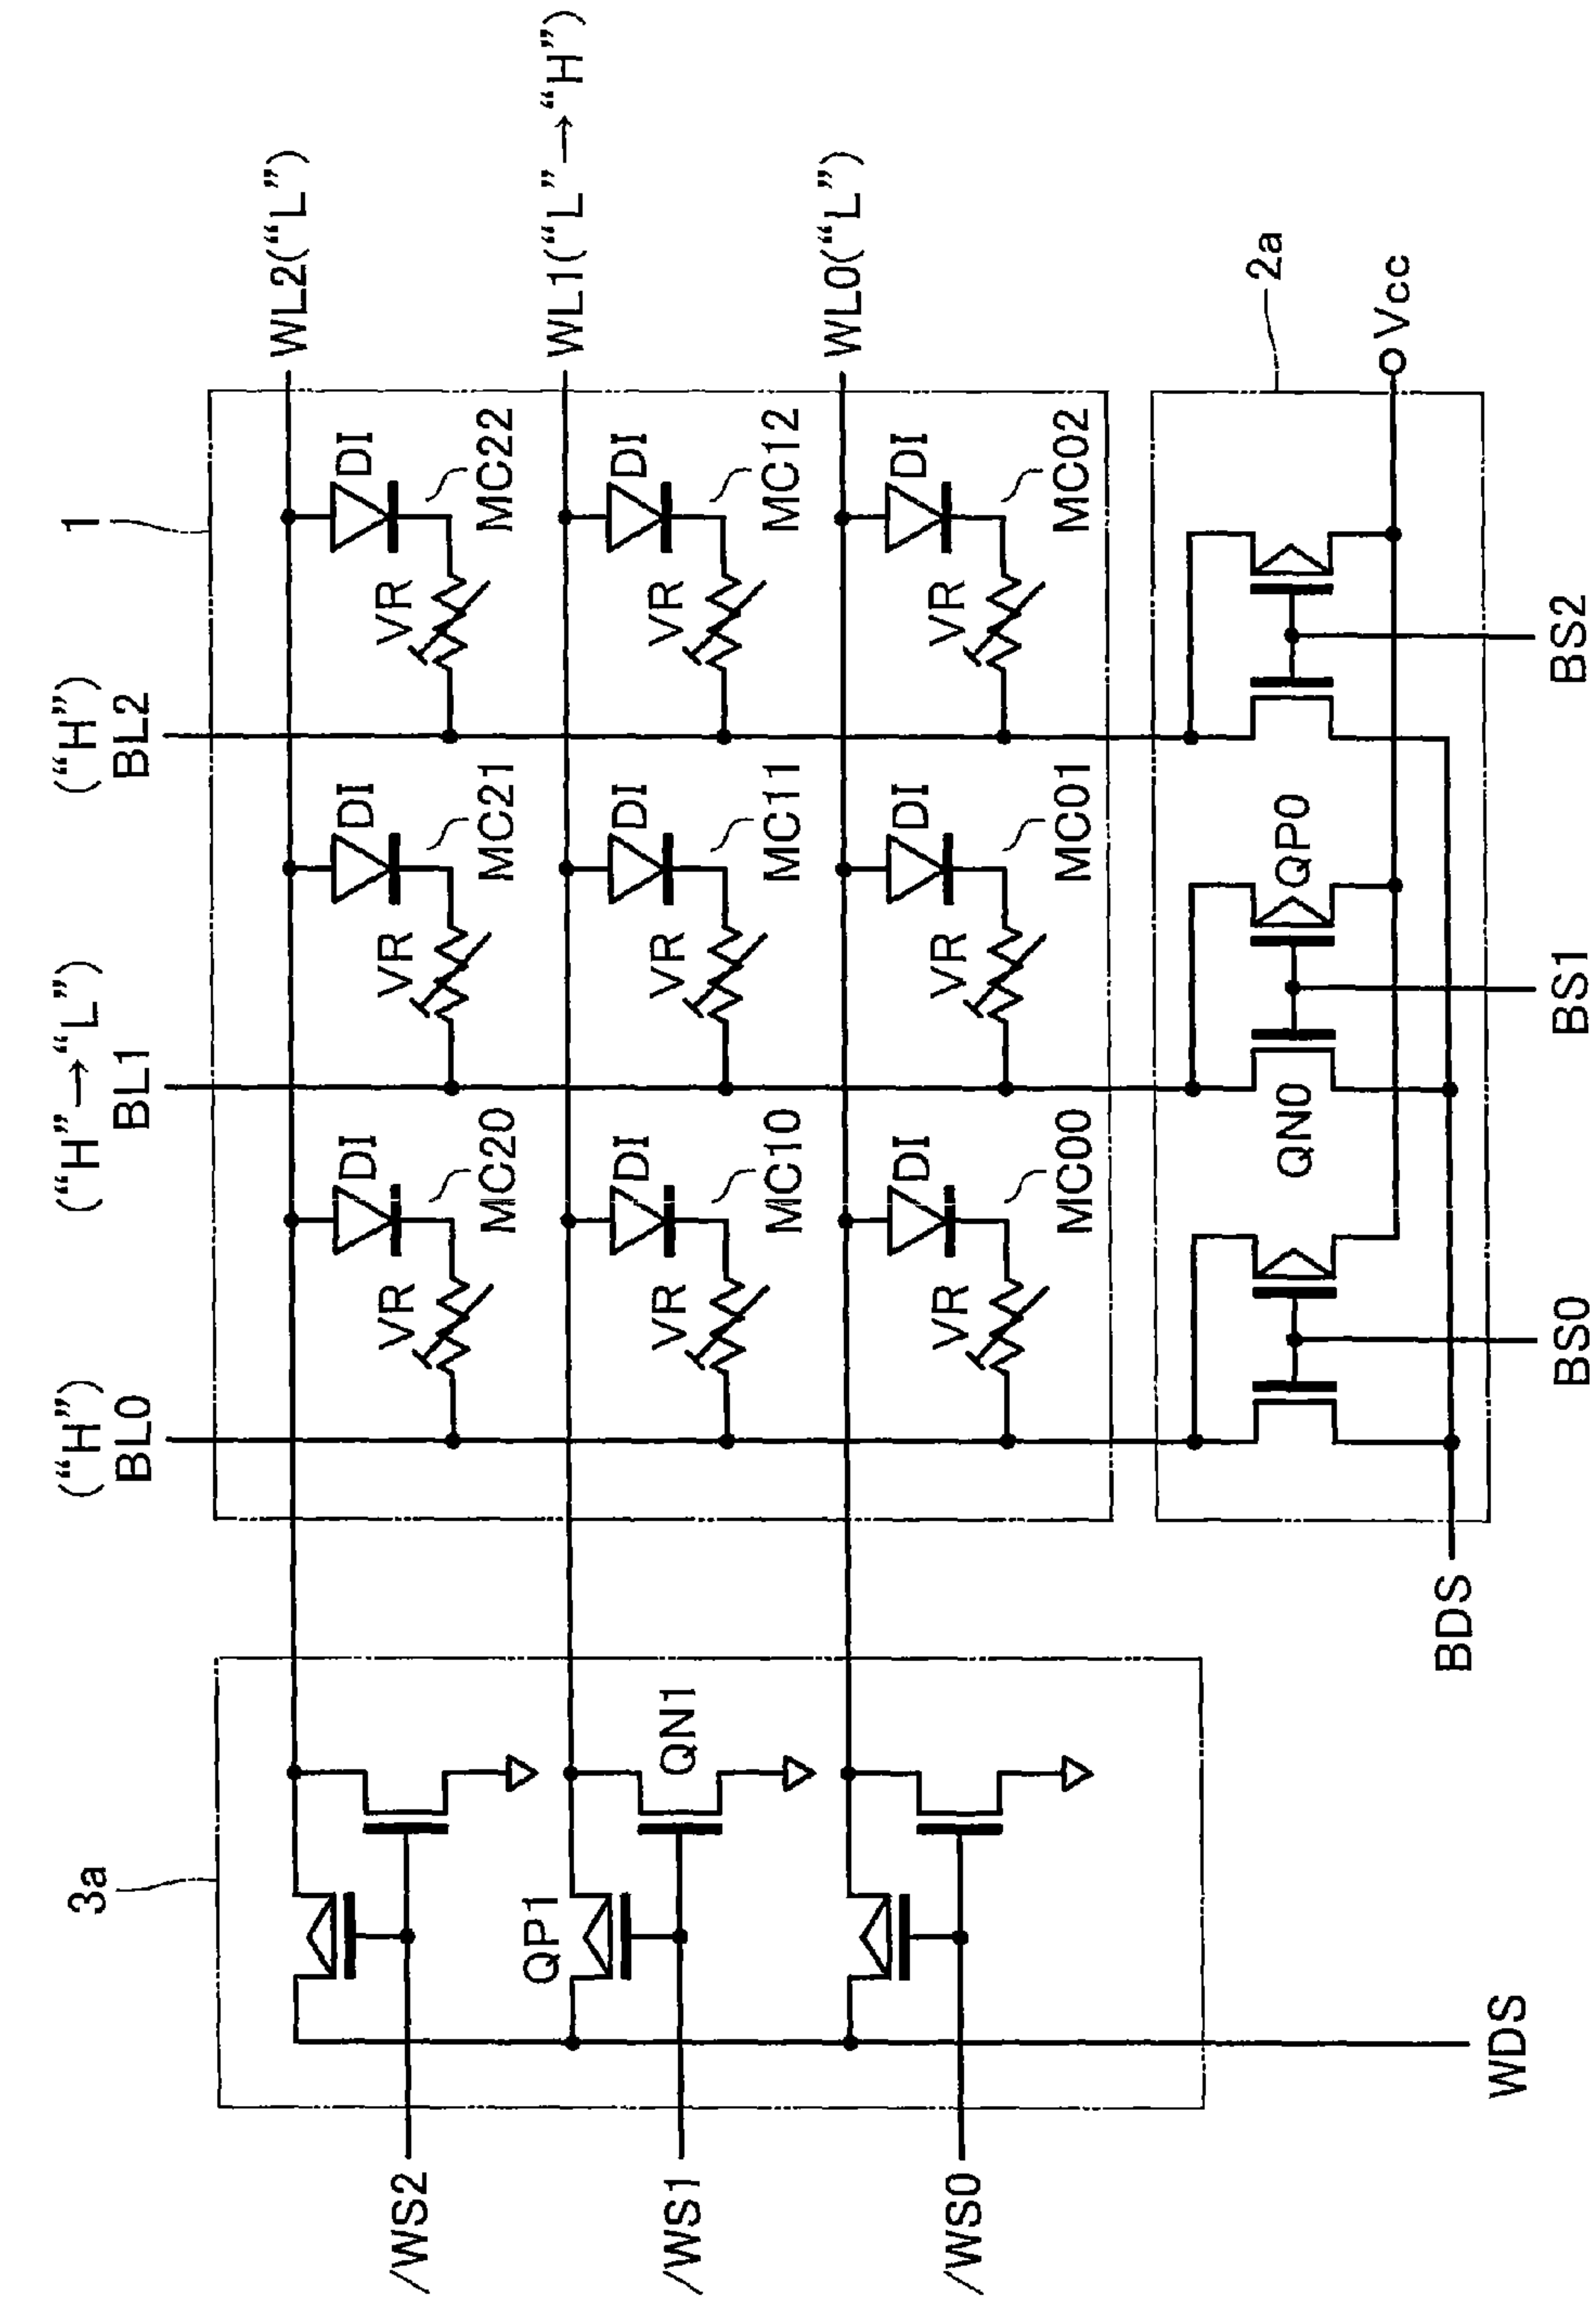 3a
("H")
("H"→"L")
("H")
1
BL0
BL1
BL2
WL2("L")
DI
DI
DI
VR
VR
VR
/WS2
MC20
MC21
MC22
QP1
WL1("L"→"H")
DI
DI
DI
VR
VR
VR
/WS1
QN1
MC10
MC11
MC12
WL0("L")
DI
DI
DI
VR
VR
VR
/WS0
MC00
MC01
MC02
2a
QN0
QP0
Vcc
BDS
WDS
BS0
BS1
BS2